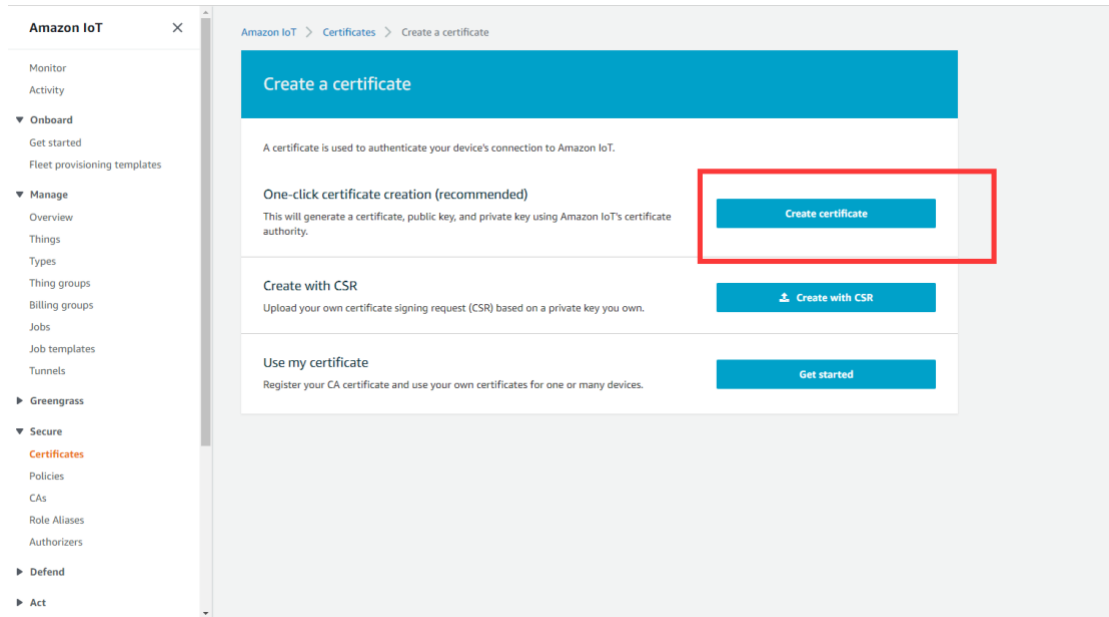 Amazon IoT
Monitor
Activity
Onboard
Get started
Fleet provisioning templates
Manage
Overview
Things
Types
Thing groups
Billing groups
Jobs
Job templates
Tunnels
Greengrass
Secure
Certificates
Policies
CAs
Role Aliases
Authorizers
Defend
Act
Amazon IoT > Certificates > Create a certificate
Create a certificate
A certificate is used to authenticate your device's connection to Amazon IoT.
One-click certificate creation (recommended)
This will generate a certificate, public key, and private key using Amazon IoT's certificate
authority.
Create certificate
Create with CSR
Upload your own certificate signing request (CSR) based on a private key you own.
Create with CSR
Use my certificate
Register your CA certificate and use your own certificates for one or many devices.
Get started